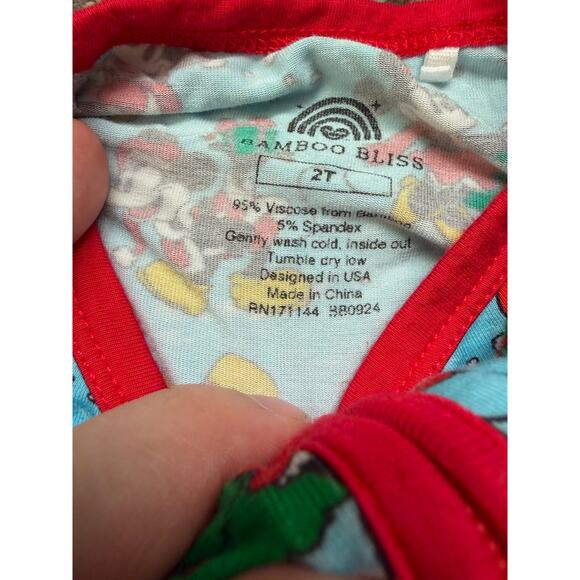 BAMBOO BLISS
2T
95% Viscose from Bamboo
5% Spandex
Gently wash cold, inside out
Tumble dry low
Designed in USA
Made in China
RN171144 BB0924